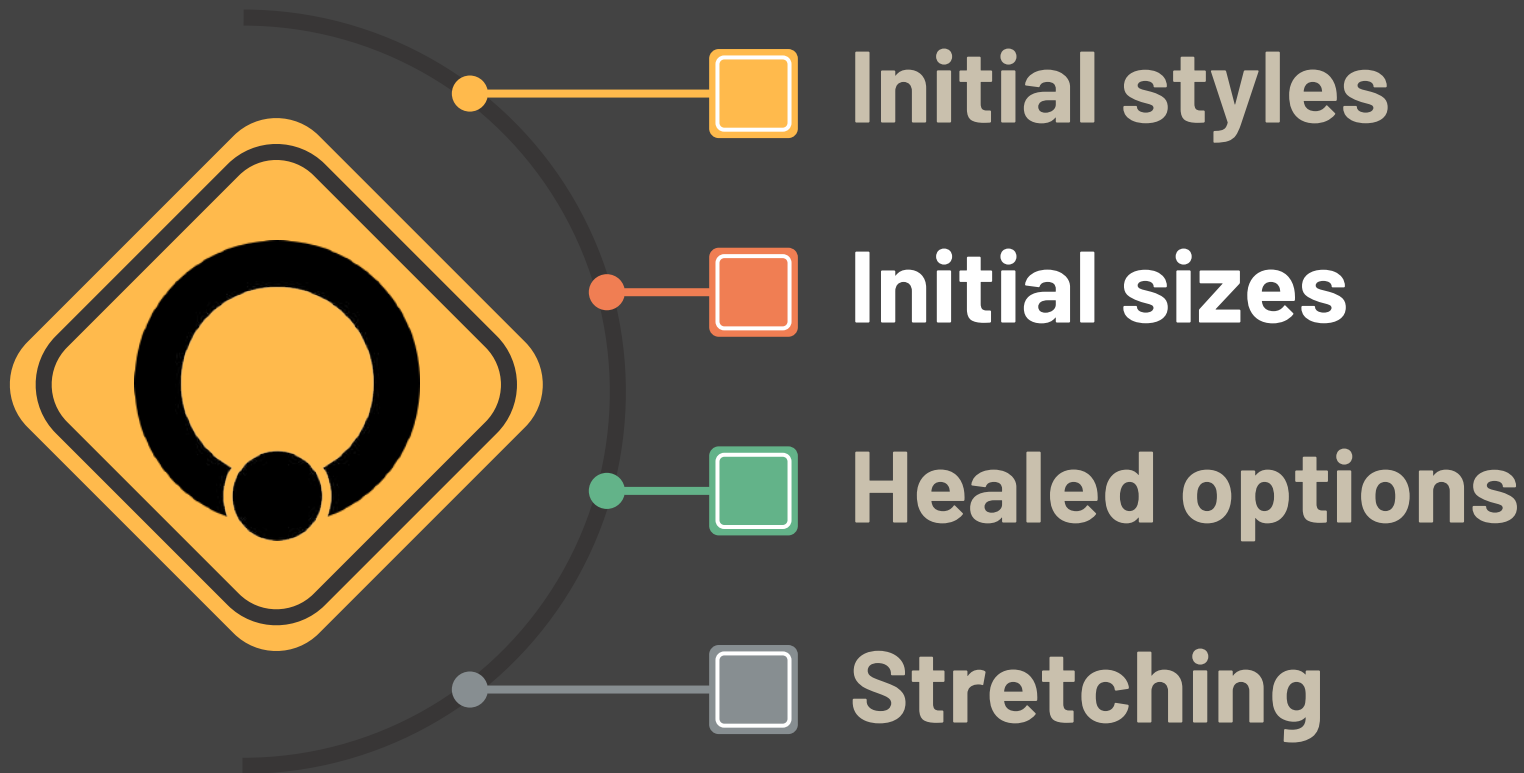 Initial styles
Initial sizes
Healed options
Stretching